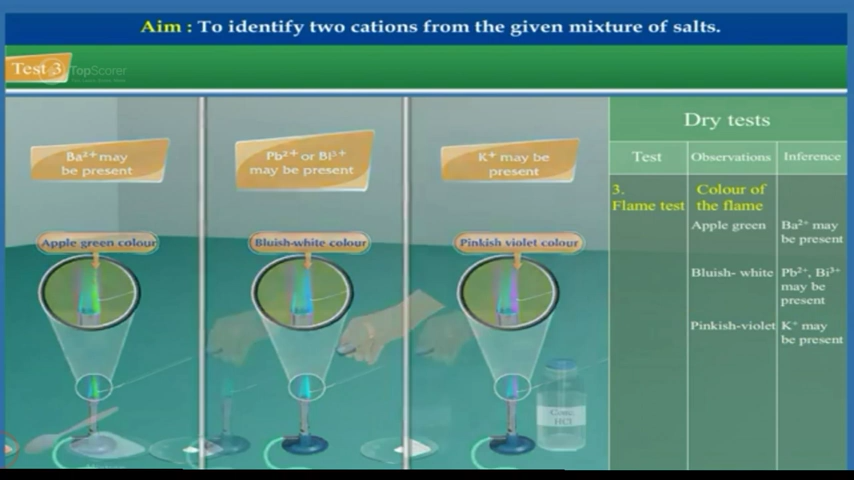 Aim : To identify two cations from the given mixture of salts.
Test 3
TopScorer
Ba²⁺ may
be present
Pb²⁺ or Bi³⁺
may be present
K⁺ may be
present
Apple green colour
Bluish-white colour
Pinkish violet colour
Conc.
HCl
Dry tests
Test
Observations
Inference
3.
Flame test
Colour of
the flame
Apple green
Ba²⁺ may
be present
Bluish- white
Pb²⁺, Bi³⁺
may be
present
Pinkish-violet
K⁺ may
be present